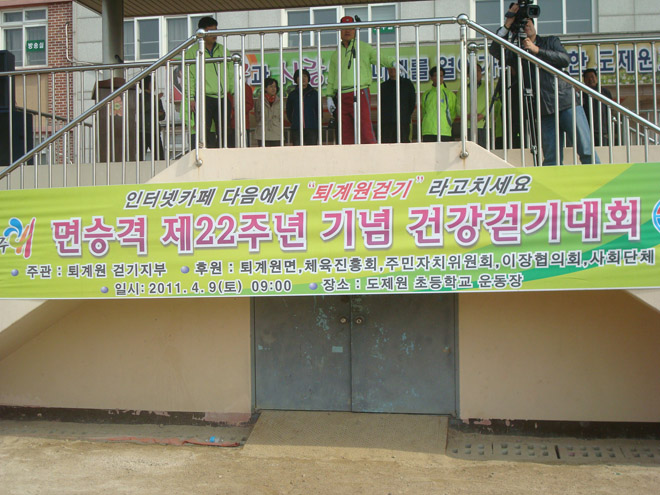 방송실
인터넷카페 다음에서 "퇴계원걷기" 라고치세요
주 면승격 제22주년 기념 건강걷기대회
• 주관 : 퇴계원 걷기지부 • 후원 : 퇴계원면,체육진흥회,주민자치위원회,이장협의회,사회단체
• 일시: 2011. 4. 9(토) 09:00 • 장소 : 도제원 초등학교 운동장